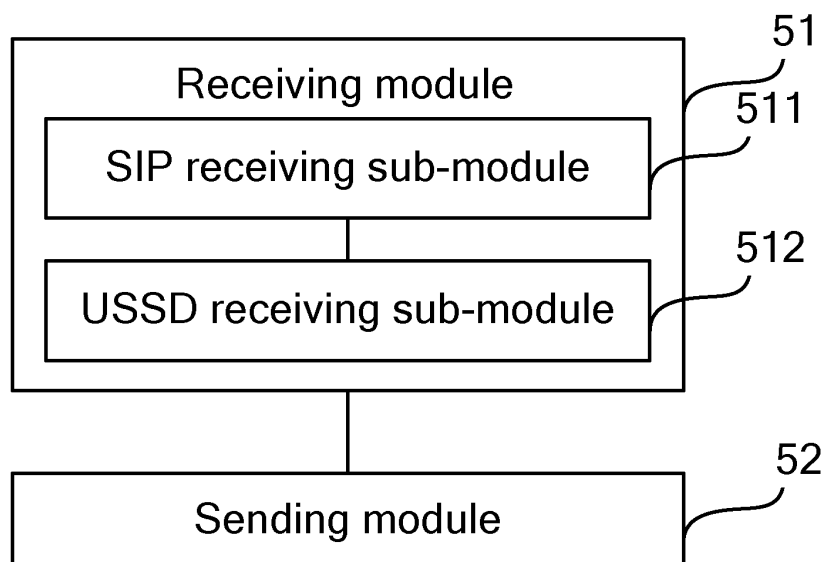 51
Receiving module
511
SIP receiving sub-module
512
USSD receiving sub-module
52
Sending module